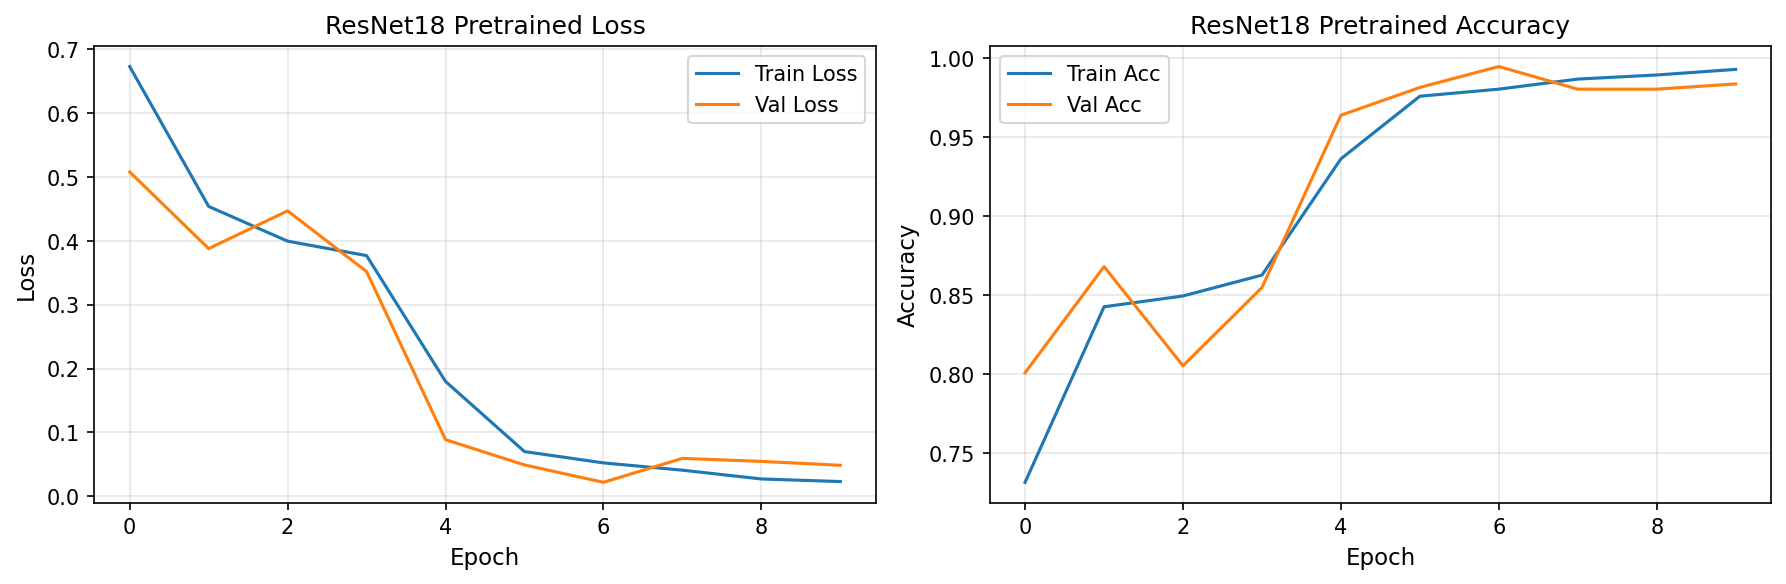 ResNet18 Pretrained Loss
0.7
0.6
0.5
0.4
0.3
0.2
0.1
0.0
Loss
Train Loss
Val Loss
0 2 4 6 8
Epoch
ResNet18 Pretrained Accuracy
1.00
0.95
0.90
0.85
0.80
0.75
Accuracy
Train Acc
Val Acc
0 2 4 6 8
Epoch